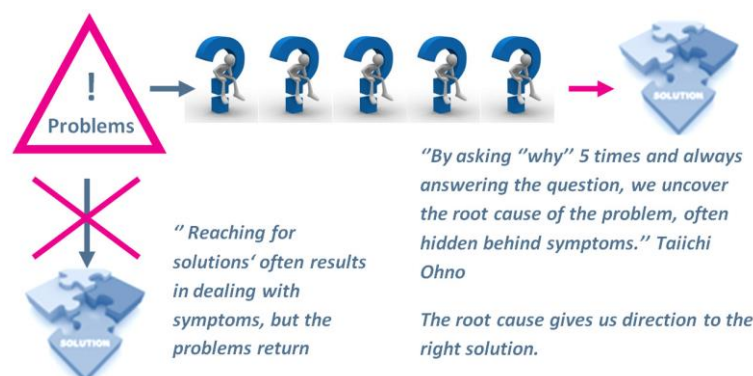 !
Problems
SOLUTION
‘’By asking ‘’why’’ 5 times and always
answering the question, we uncover
the root cause of the problem, often
hidden behind symptoms.’’ Taiichi
Ohno
The root cause gives us direction to the
right solution.
‘’ Reaching for
solutions‘ often results
in dealing with
symptoms, but the
problems return
SOLUTION